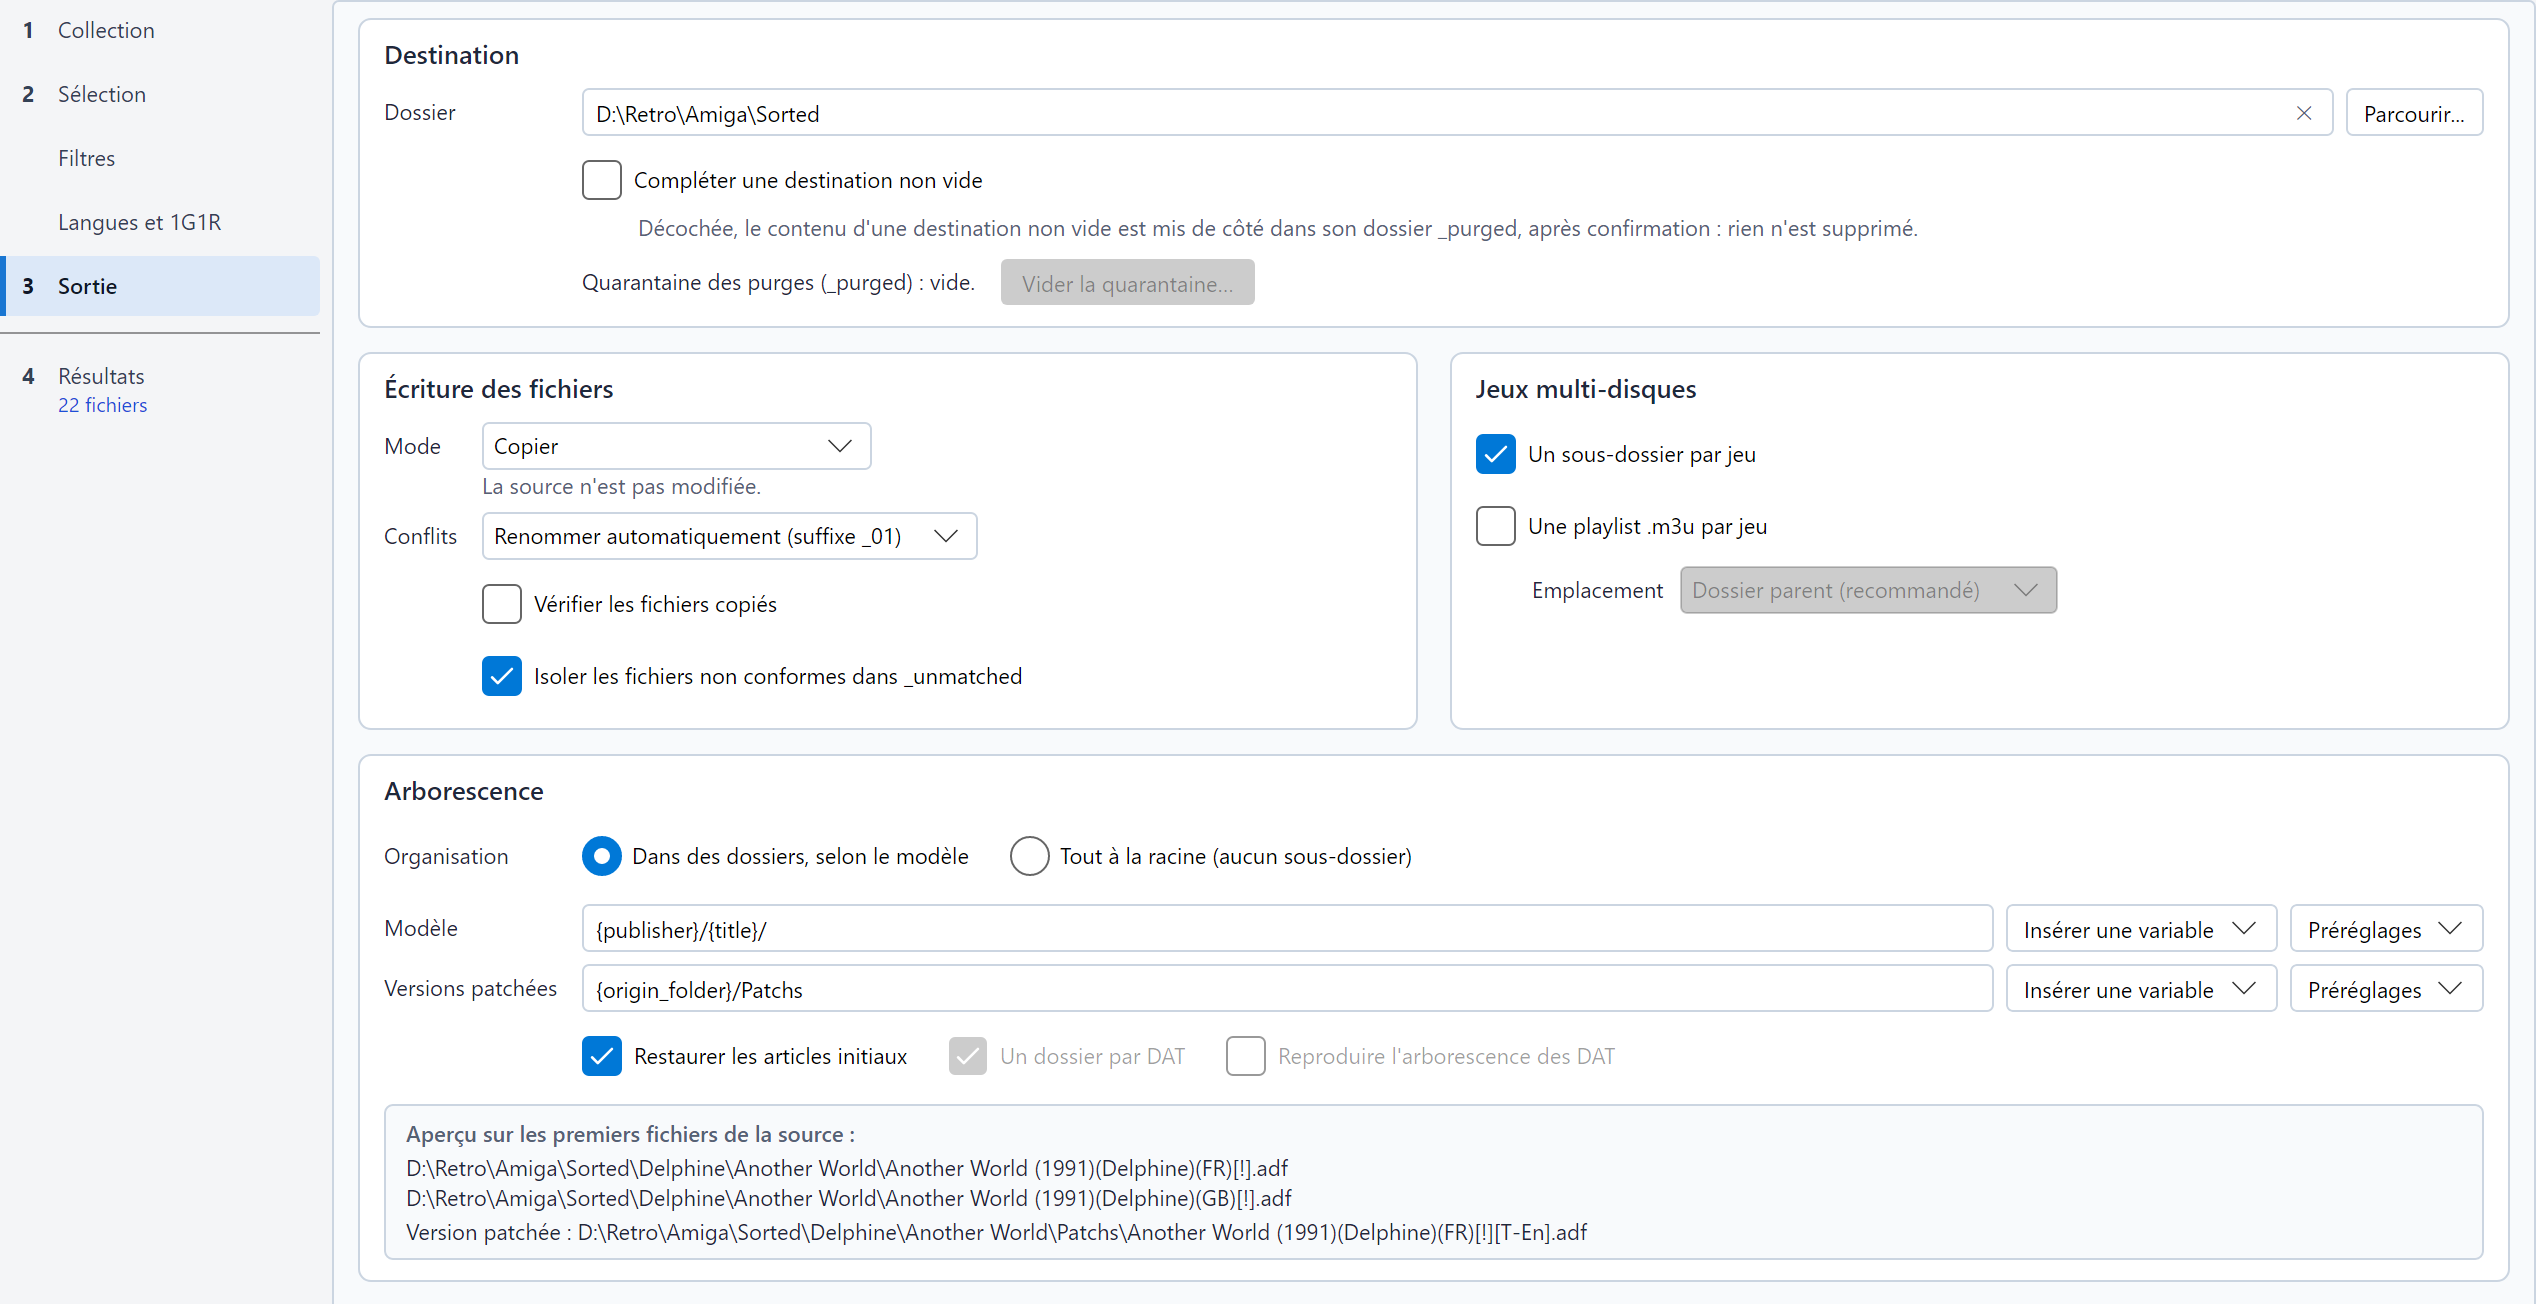 1 Collection
2 Sélection
Filtres
Langues et 1G1R
3 Sortie
4 Résultats
22 fichiers
Destination
Dossier D:\Retro\Amiga\Sorted Parcourir...
Compléter une destination non vide
Décochée, le contenu d'une destination non vide est mis de côté dans son dossier _purged, après confirmation : rien n'est supprimé.
Quarantaine des purges (_purged) : vide. Vider la quarantaine...
Écriture des fichiers
Mode Copier
La source n'est pas modifiée.
Conflits Renommer automatiquement (suffixe _01)
Vérifier les fichiers copiés
Isoler les fichiers non conformes dans _unmatched
Jeux multi-disques
Un sous-dossier par jeu
Une playlist .m3u par jeu
Emplacement Dossier parent (recommandé)
Arborescence
Organisation Dans des dossiers, selon le modèle Tout à la racine (aucun sous-dossier)
Modèle {publisher}/{title}/ Insérer une variable Préréglages
Versions patchées {origin_folder}/Patchs Insérer une variable Préréglages
Restaurer les articles initiaux Un dossier par DAT Reproduire l'arborescence des DAT
Aperçu sur les premiers fichiers de la source :
D:\Retro\Amiga\Sorted\Delphine\Another World\Another World (1991)(Delphine)(FR)[!].adf
D:\Retro\Amiga\Sorted\Delphine\Another World\Another World (1991)(Delphine)(GB)[!].adf
Version patchée : D:\Retro\Amiga\Sorted\Delphine\Another World\Patchs\Another World (1991)(Delphine)(FR)[!][T-En].adf